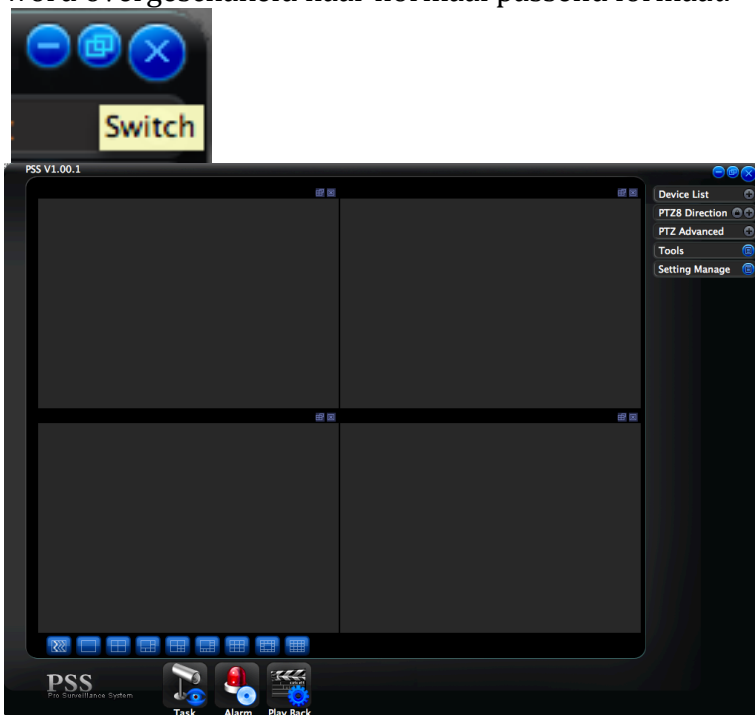 word overgeschakeld naar normaal passend formaat.
Switch
PSS V1.00.1
Device List
PTZ8 Direction
PTZ Advanced
Tools
Setting Manage
PSS
Pro Surveillance System
Task
Alarm
Play Back